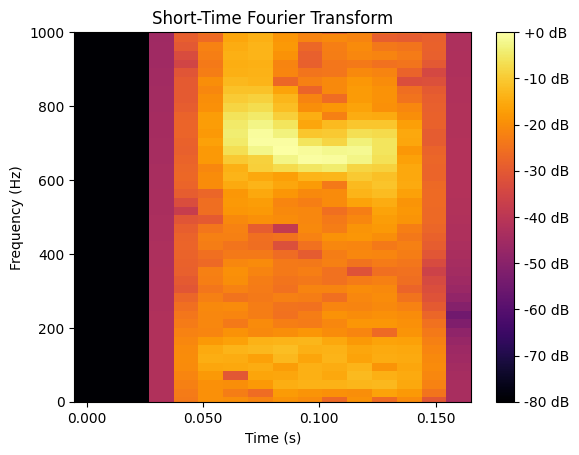 Short-Time Fourier Transform
1000
800
600
400
200
0
Frequency (Hz)
0.000
0.050
0.100
0.150
Time (s)
+0 dB
-10 dB
-20 dB
-30 dB
-40 dB
-50 dB
-60 dB
-70 dB
-80 dB